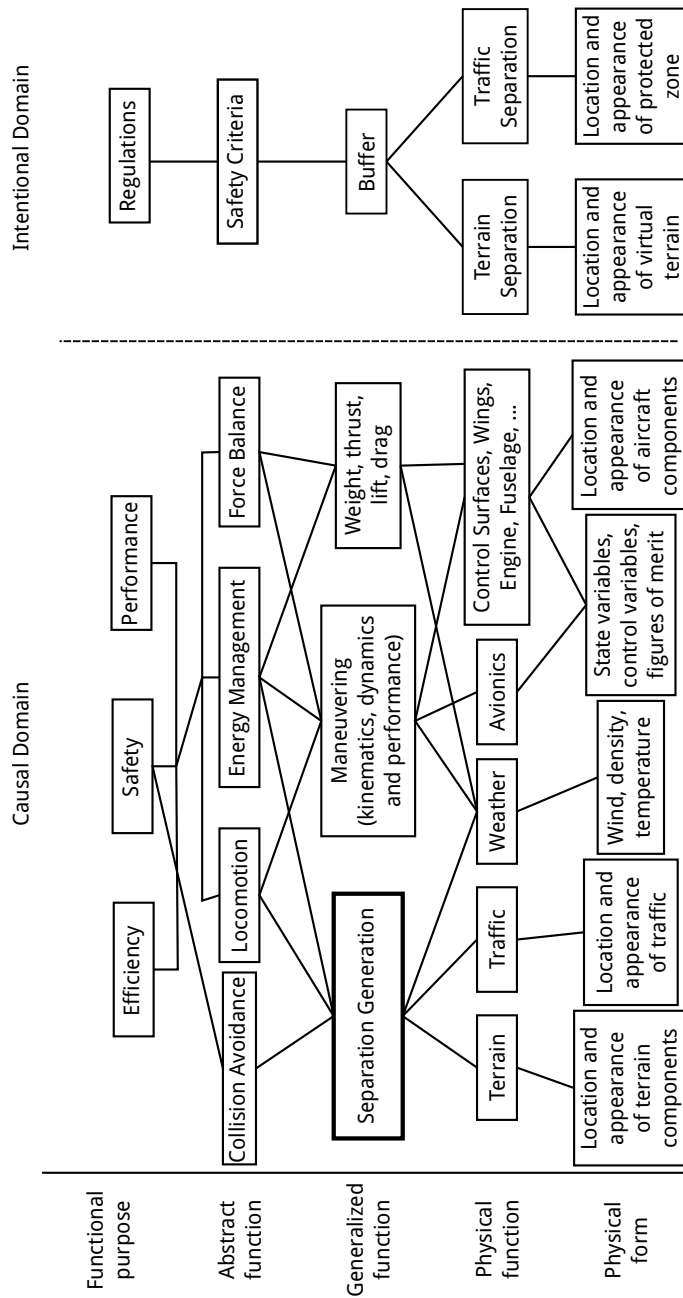 Causal Domain
Intentional Domain
Functional
purpose
Efficiency
Safety
Performance
Regulations
Abstract
function
Collision Avoidance
Locomotion
Energy Management
Force Balance
Safety Criteria
Generalized
function
Separation Generation
Maneuvering
(kinematics, dynamics
and performance)
Weight, thrust,
lift, drag
Buffer
Physical
function
Terrain
Traffic
Weather
Avionics
Control Surfaces, Wings,
Engine, Fuselage, ...
Terrain
Separation
Traffic
Separation
Physical
form
Location and
appearance
of terrain
components
Location and
appearance
of traffic
Wind, density,
temperature
State variables,
control variables,
figures of merit
Location and
appearance
of aircraft
components
Location and
appearance
of virtual
terrain
Location and
appearance
of protected
zone